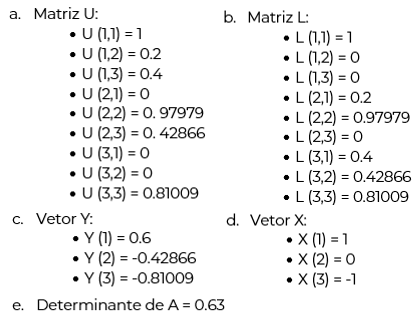 a. Matriz U:
• U (1,1) = 1
• U (1,2) = 0.2
• U (1,3) = 0.4
• U (2,1) = 0
• U (2,2) = 0. 97979
• U (2,3) = 0. 42866
• U (3,1) = 0
• U (3,2) = 0
• U (3,3) = 0.81009
b. Matriz L:
• L (1,1) = 1
• L (1,2) = 0
• L (1,3) = 0
• L (2,1) = 0.2
• L (2,2) = 0.97979
• L (2,3) = 0
• L (3,1) = 0.4
• L (3,2) = 0.42866
• L (3,3) = 0.81009
c. Vetor Y:
• Y (1) = 0.6
• Y (2) = -0.42866
• Y (3) = -0.81009
d. Vetor X:
• X (1) = 1
• X (2) = 0
• X (3) = -1
e. Determinante de A = 0.63